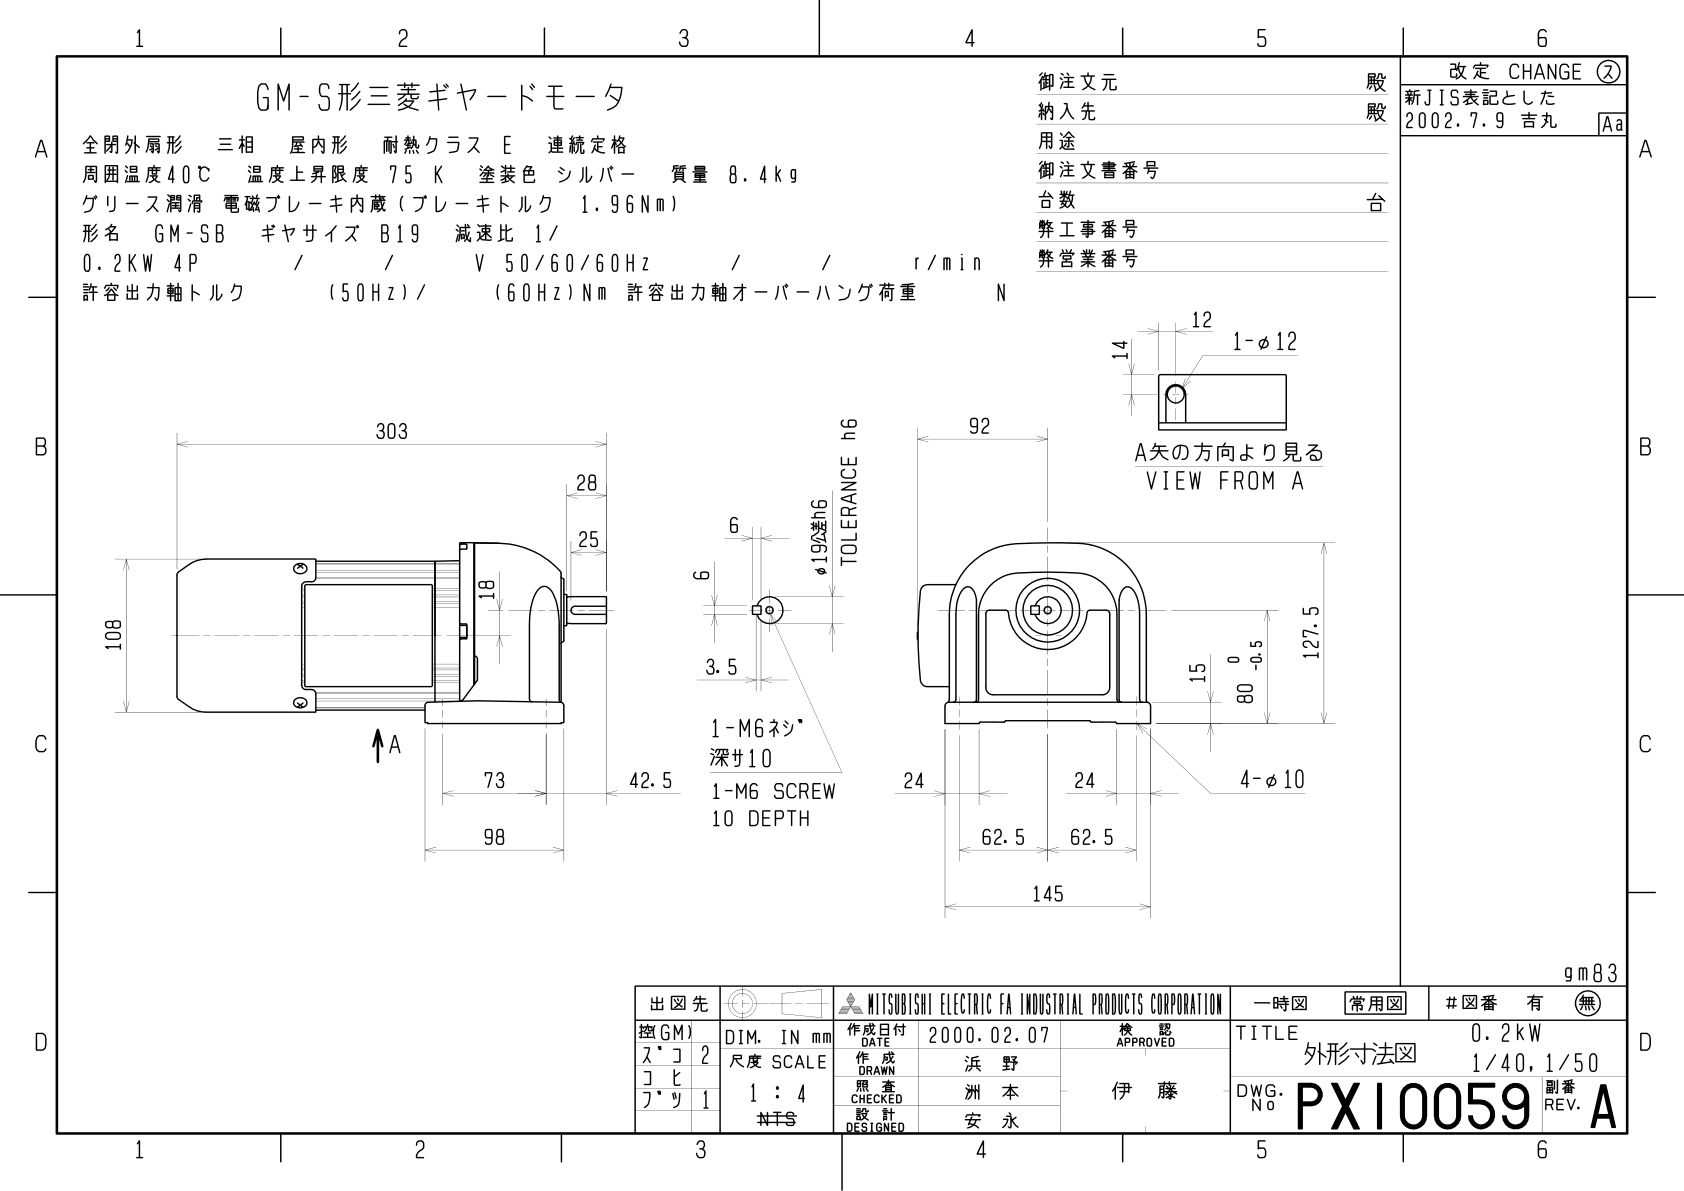 1 2 3 4 5 6
GM-S形三菱ギヤードモータ
全閉外扇形 三相 屋内形 耐熱クラス E 連続定格
周囲温度40℃ 温度上昇限度 75 K 塗装色 シルバー 質量 8.4kg
グリース潤滑 電磁ブレーキ内蔵(ブレーキトルク 1.96Nm)
形名 GM-SB ギヤサイズ B19 減速比 1/
0.2KW 4P / / V 50/60/60Hz / / r/min
許容出力軸トルク (50Hz)/ (60Hz)Nm 許容出力軸オーバーハング荷重 N
御注文元 殿
納入先 殿
用途
御注文書番号
台数 台
弊工事番号
弊営業番号
改定 CHANGE ス
新JIS表記とした
2002.7.9 吉丸 Aa
A
A
B
B
C
C
D
D
12
14
1-φ12
A矢の方向より見る
VIEW FROM A
303
28
25
18
108
A
73
42.5
98
6
6
3.5
φ19公差h6
TOLERANCE h6
1-M6ネジ
深サ10
1-M6 SCREW
10 DEPTH
92
127.5
80 0 -0.5
15
24
24
4-φ10
62.5
62.5
145
gm83
出図先
控(GM)
ズコ 2
コヒ
ブツ 1
DIM. IN mm
尺度 SCALE
1 : 4
NTS
MITSUBISHI ELECTRIC FA INDUSTRIAL PRODUCTS CORPORATION
作成日付 DATE 2000.02.07
作成 DRAWN 浜野
照査 CHECKED 洲本
設計 DESIGNED 安永
検認 APPROVED
伊藤
一時図 常用図 #図番 有 無
TITLE 外形寸法図
0.2kW
1/40,1/50
DWG. No PX10059 副番 REV. A
1 2 3 4 5 6